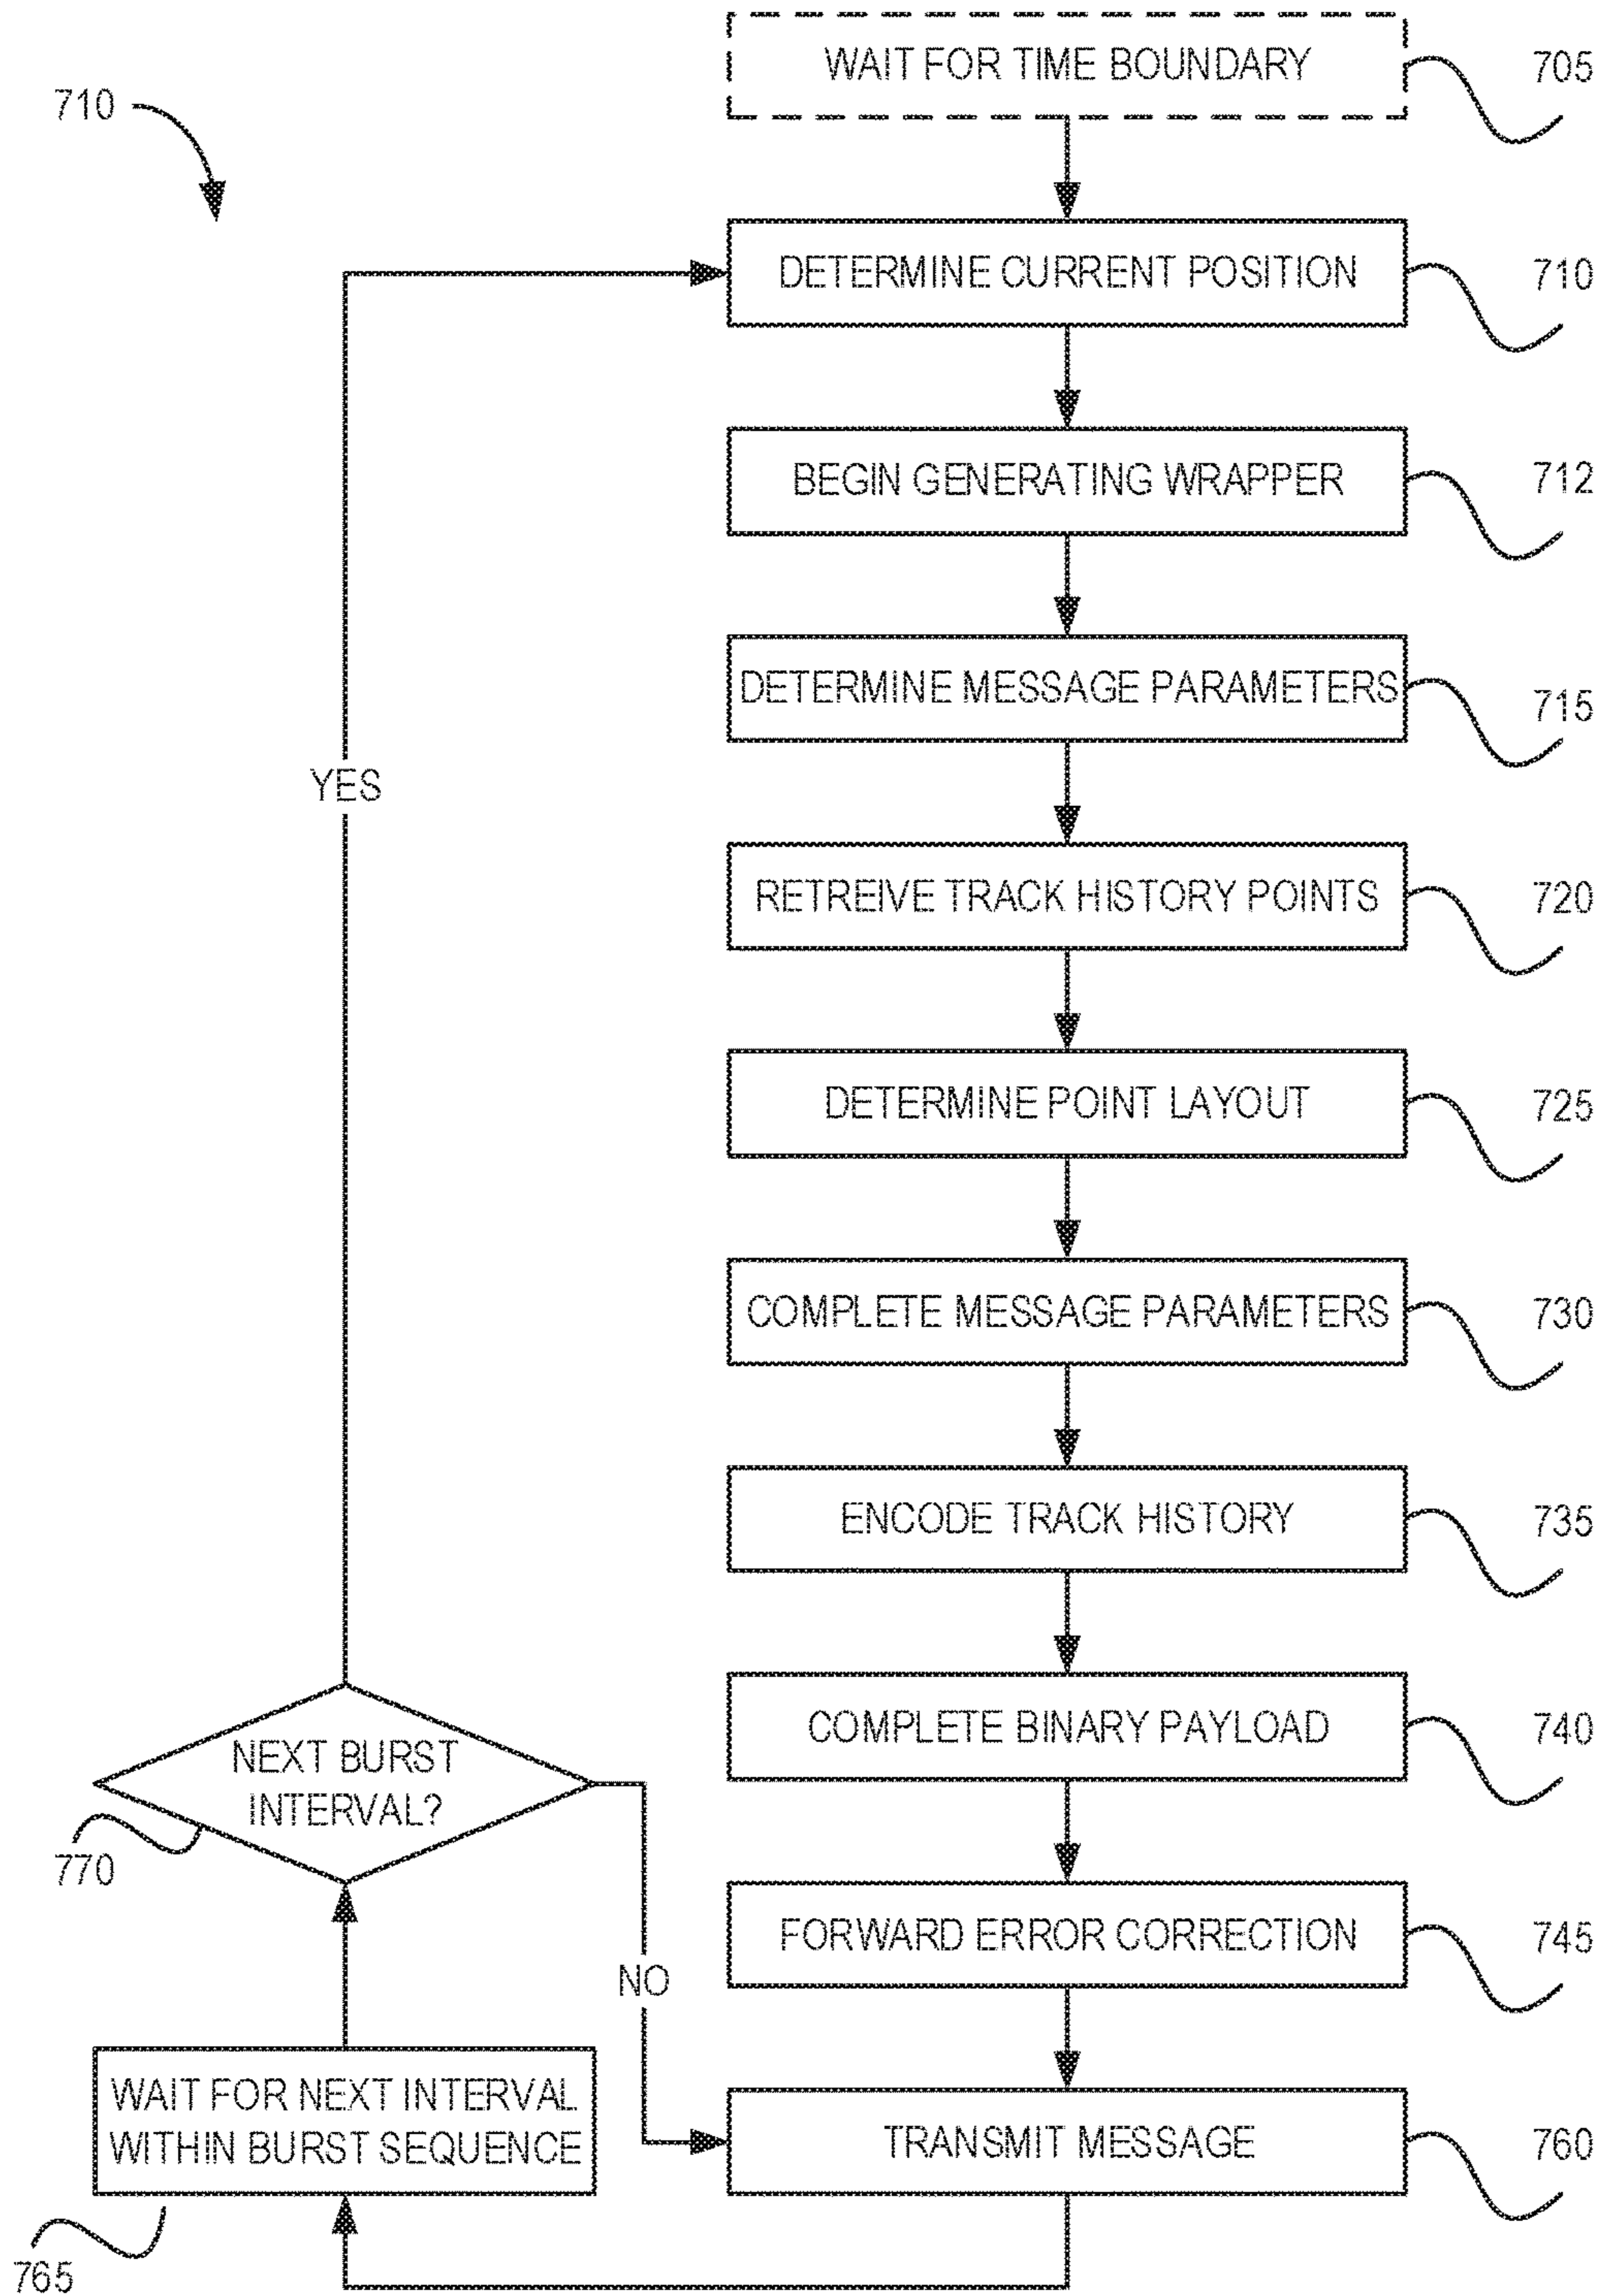 WAIT FOR TIME BOUNDARY
705
710
DETERMINE CURRENT POSITION
710
BEGIN GENERATING WRAPPER
712
DETERMINE MESSAGE PARAMETERS
715
YES
RETREIVE TRACK HISTORY POINTS
720
DETERMINE POINT LAYOUT
725
COMPLETE MESSAGE PARAMETERS
730
ENCODE TRACK HISTORY
735
COMPLETE BINARY PAYLOAD
740
NEXT BURST
INTERVAL?
770
FORWARD ERROR CORRECTION
745
NO
WAIT FOR NEXT INTERVAL
WITHIN BURST SEQUENCE
765
TRANSMIT MESSAGE
760